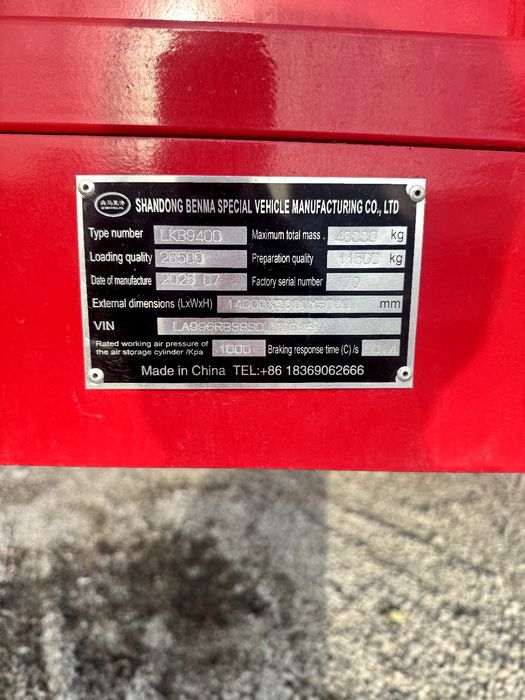 SHANDONG BENMA SPECIAL VEHICLE MANUFACTURING CO., LTD
Type number LKB9400 Maximum total mass 40000 kg
Loading quality 28500 Preparation quality 11500 kg
Date of manufacture 2025 07 Factory serial number
External dimensions (LxWxH) mm
VIN
Rated working air pressure of
the air storage cylinder /Kpa 1000 Braking response time (C) /s
Made in China TEL:+86 18369062666